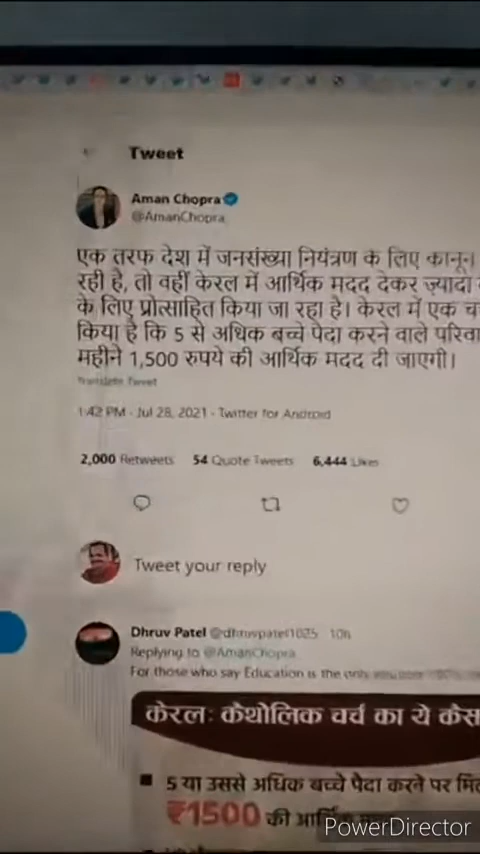 Tweet
Aman Chopra
@AmanChopra
एक तरफ देश में जनसंख्या नियंत्रण के लिए कानून
रही है, तो वहीं केरल में आर्थिक मदद देकर ज़्यादा
के लिए प्रोत्साहित किया जा रहा है। केरल में एक
किया है कि 5 से अधिक बच्चे पैदा करने वाले
महीने 1,500 रुपये की आर्थिक मदद दी जाएगी।
Translate Tweet
1:42 PM · Jul 28, 2021 · Twitter for Android
2,000 Retweets 54 Quote Tweets 6,444 Likes
Tweet your reply
Dhruv Patel @dhruvpatel1025 · 10h
Replying to @AmanChopra
For those who say Education is the only
केरल: कैथोलिक चर्च का ये
5 या उससे अधिक बच्चे पैदा करने पर
₹1500 की
PowerDirector